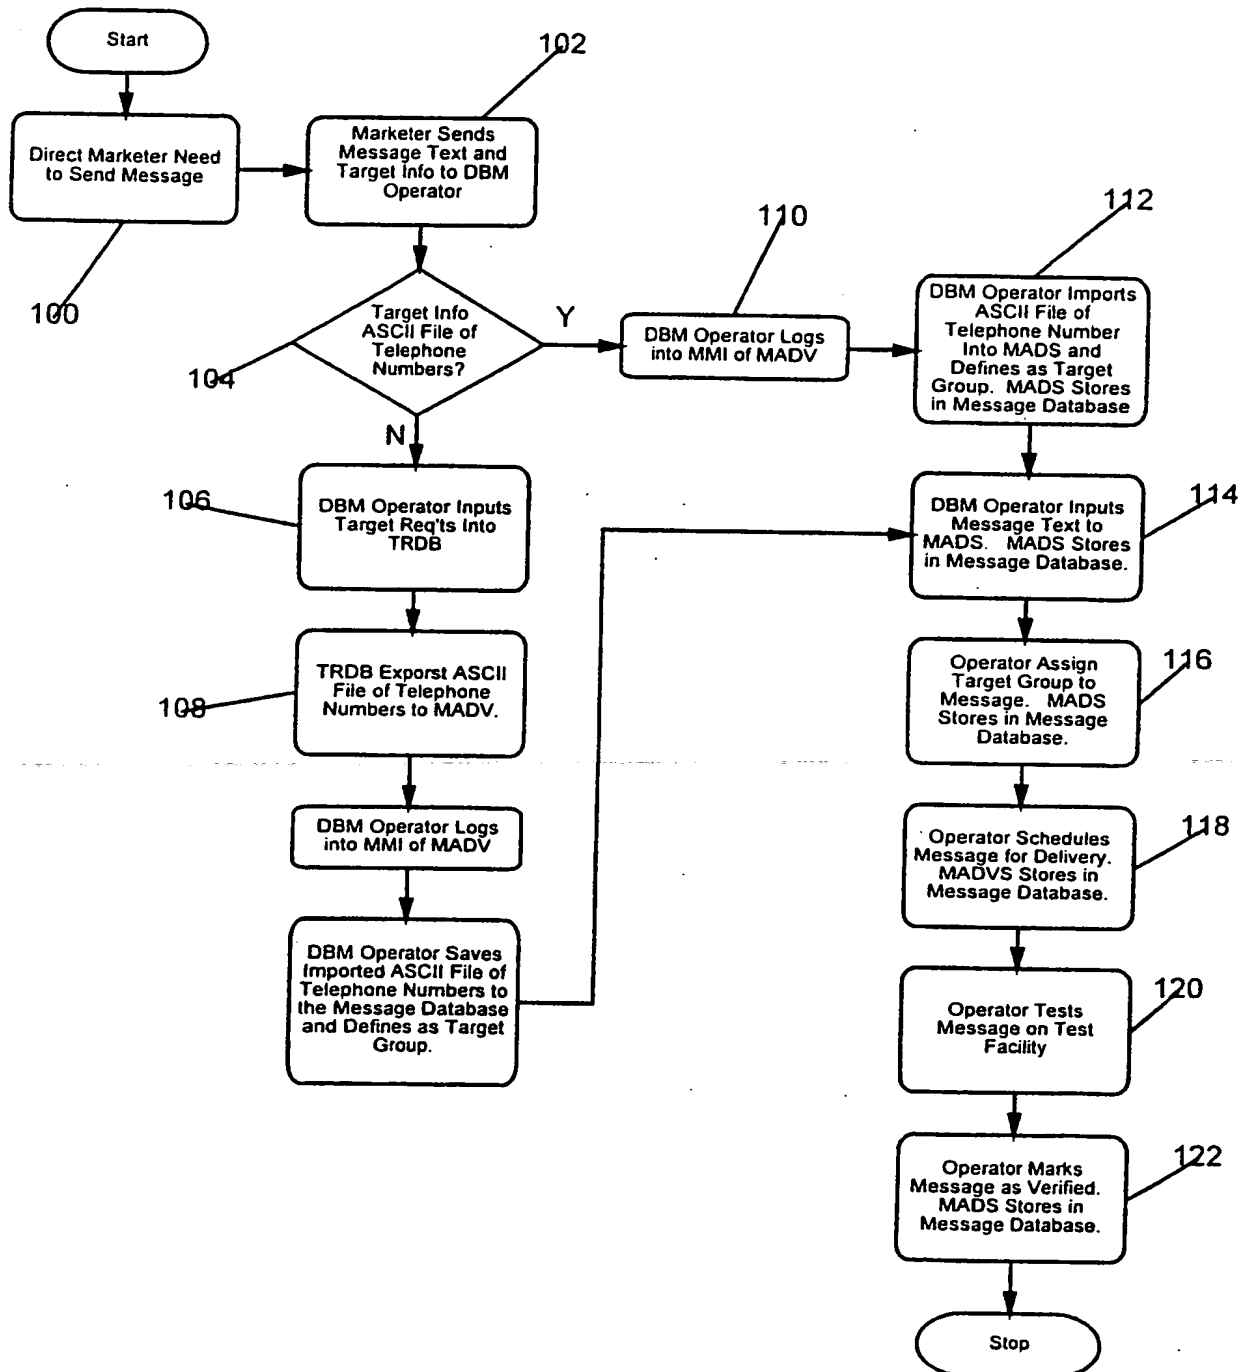 Start
102
Direct Marketer Need
to Send Message
Marketer Sends
Message Text and
Target Info to DBM
Operator
100
Target Info
ASCII File of
Telephone
Numbers?
104
Y
N
110
DBM Operator Logs
into MMI of MADV
112
DBM Operator Imports
ASCII File of
Telephone Number
Into MADS and
Defines as Target
Group. MADS Stores
in Message Database
106
DBM Operator Inputs
Target Req'ts Into
TRDB
108
TRDB Exporst ASCII
File of Telephone
Numbers to MADV.
DBM Operator Logs
into MMI of MADV
DBM Operator Saves
Imported ASCII File of
Telephone Numbers to
the Message Database
and Defines as Target
Group.
114
DBM Operator Inputs
Message Text to
MADS. MADS Stores
in Message Database.
116
Operator Assign
Target Group to
Message. MADS
Stores in Message
Database.
118
Operator Schedules
Message for Delivery.
MADVS Stores in
Message Database.
120
Operator Tests
Message on Test
Facility
122
Operator Marks
Message as Verified.
MADS Stores in
Message Database.
Stop